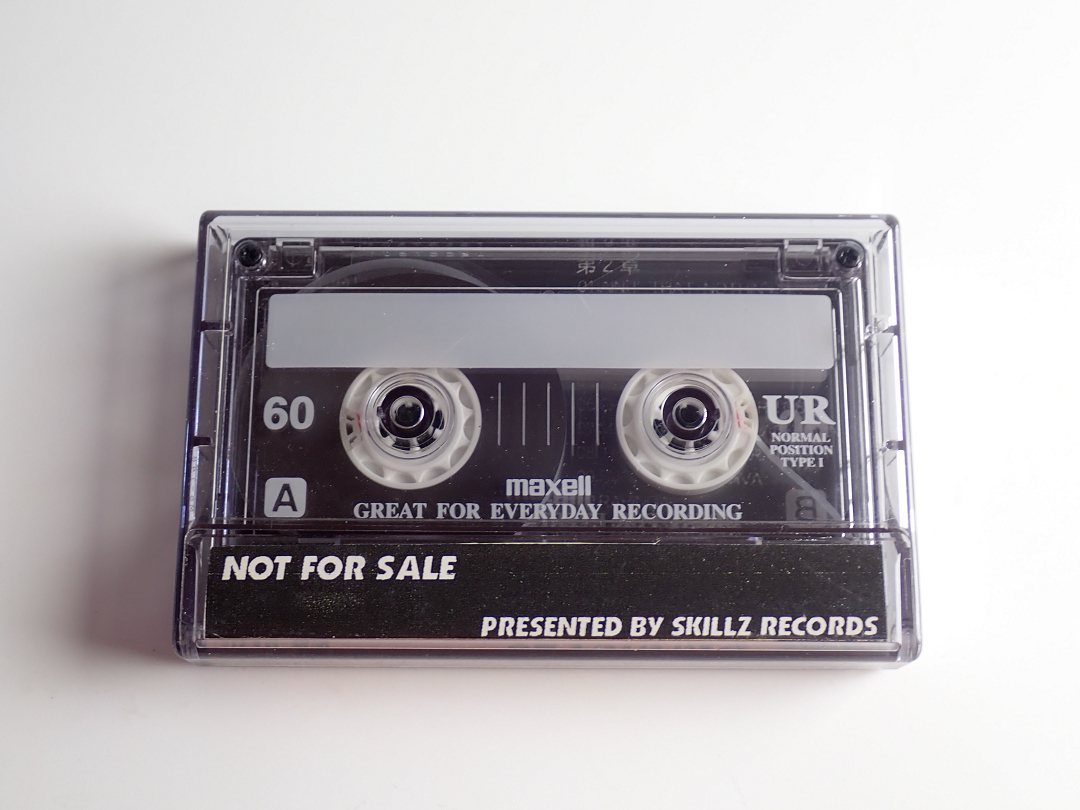 第2章
60
UR
NORMAL
POSITION
TYPE I
A
B
maxell
GREAT FOR EVERYDAY RECORDING
NOT FOR SALE
PRESENTED BY SKILLZ RECORDS